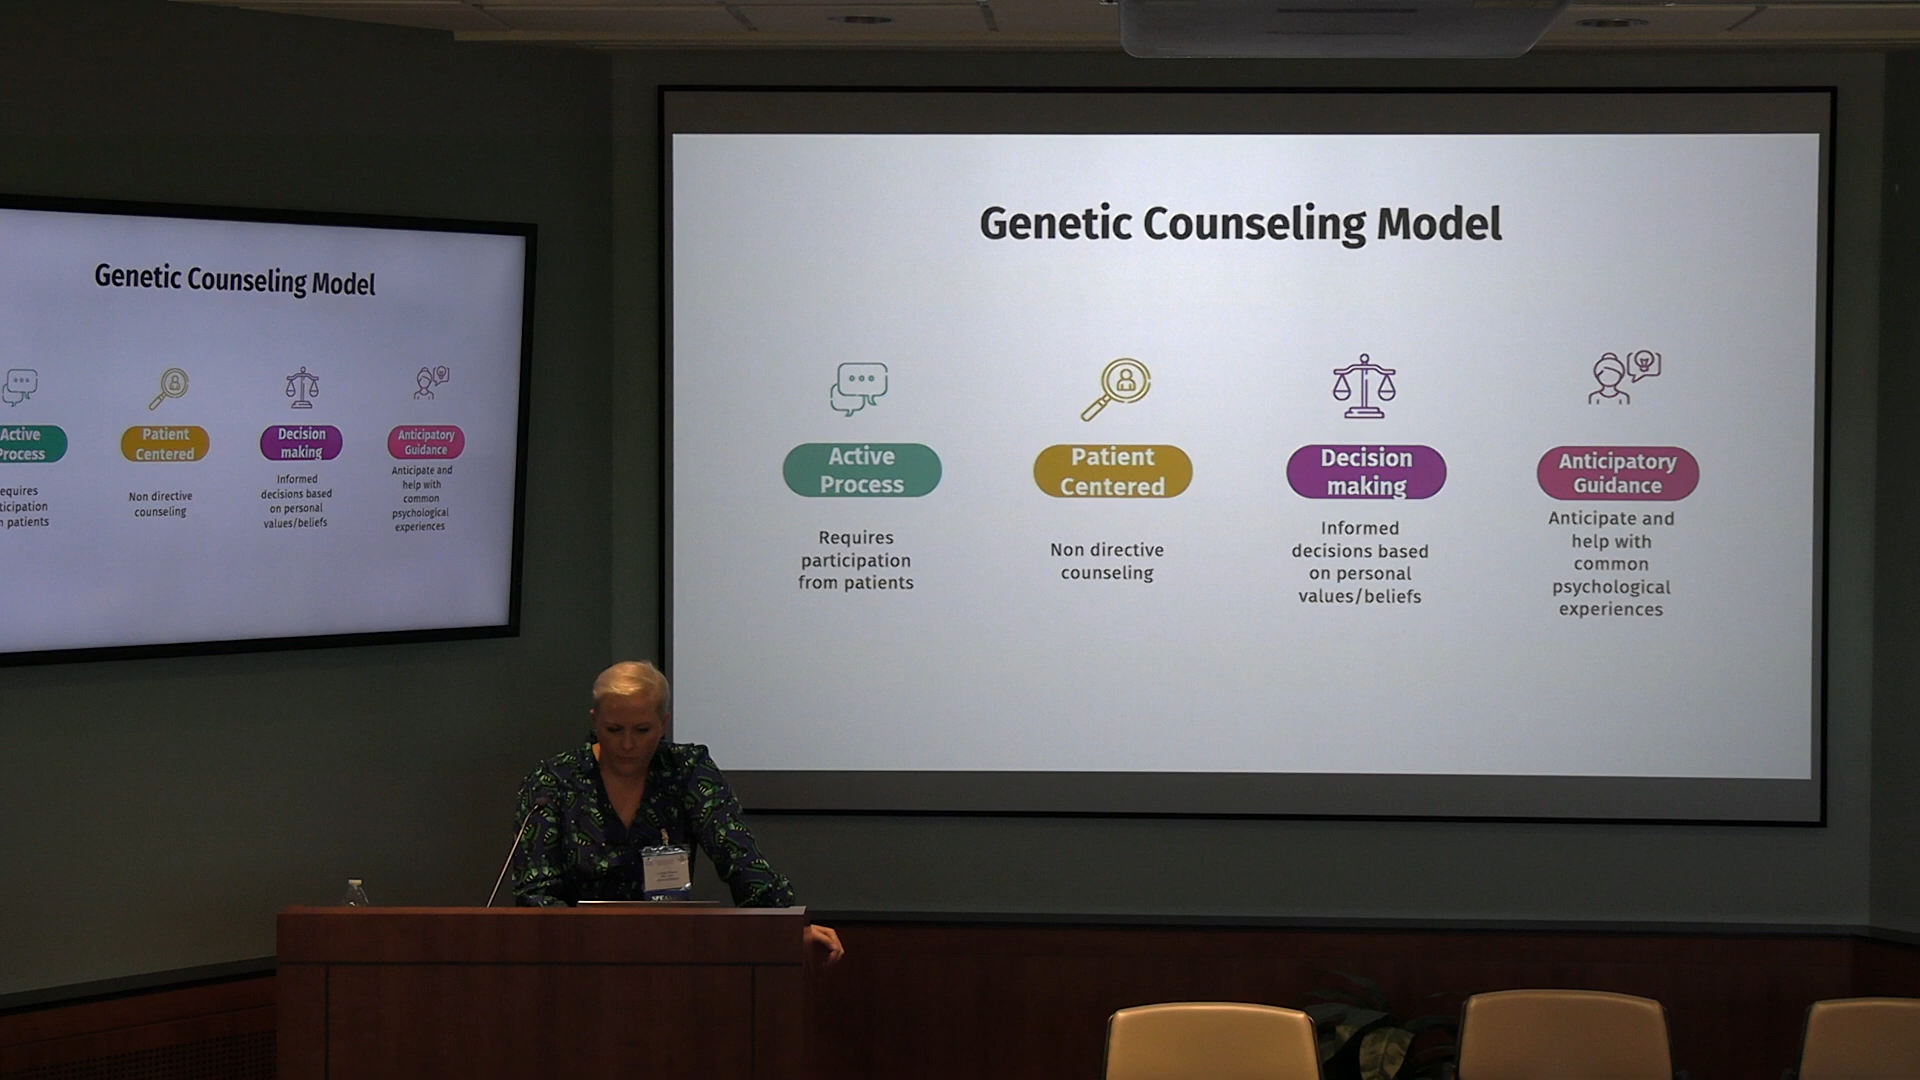 Genetic Counseling Model
Active
Process
Requires
participation
from patients
Patient
Centered
Non directive
counseling
Decision
making
Informed
decisions based
on personal
values/beliefs
Anticipatory
Guidance
Anticipate and
help with
common
psychological
experiences
Genetic Counseling Model
Active
Process
equires
ticipation
patients
Patient
Centered
Non directive
counseling
Decision
making
Informed
decisions based
on personal
values/beliefs
Anticipatory
Guidance
Anticipate and
help with
common
psychological
experiences